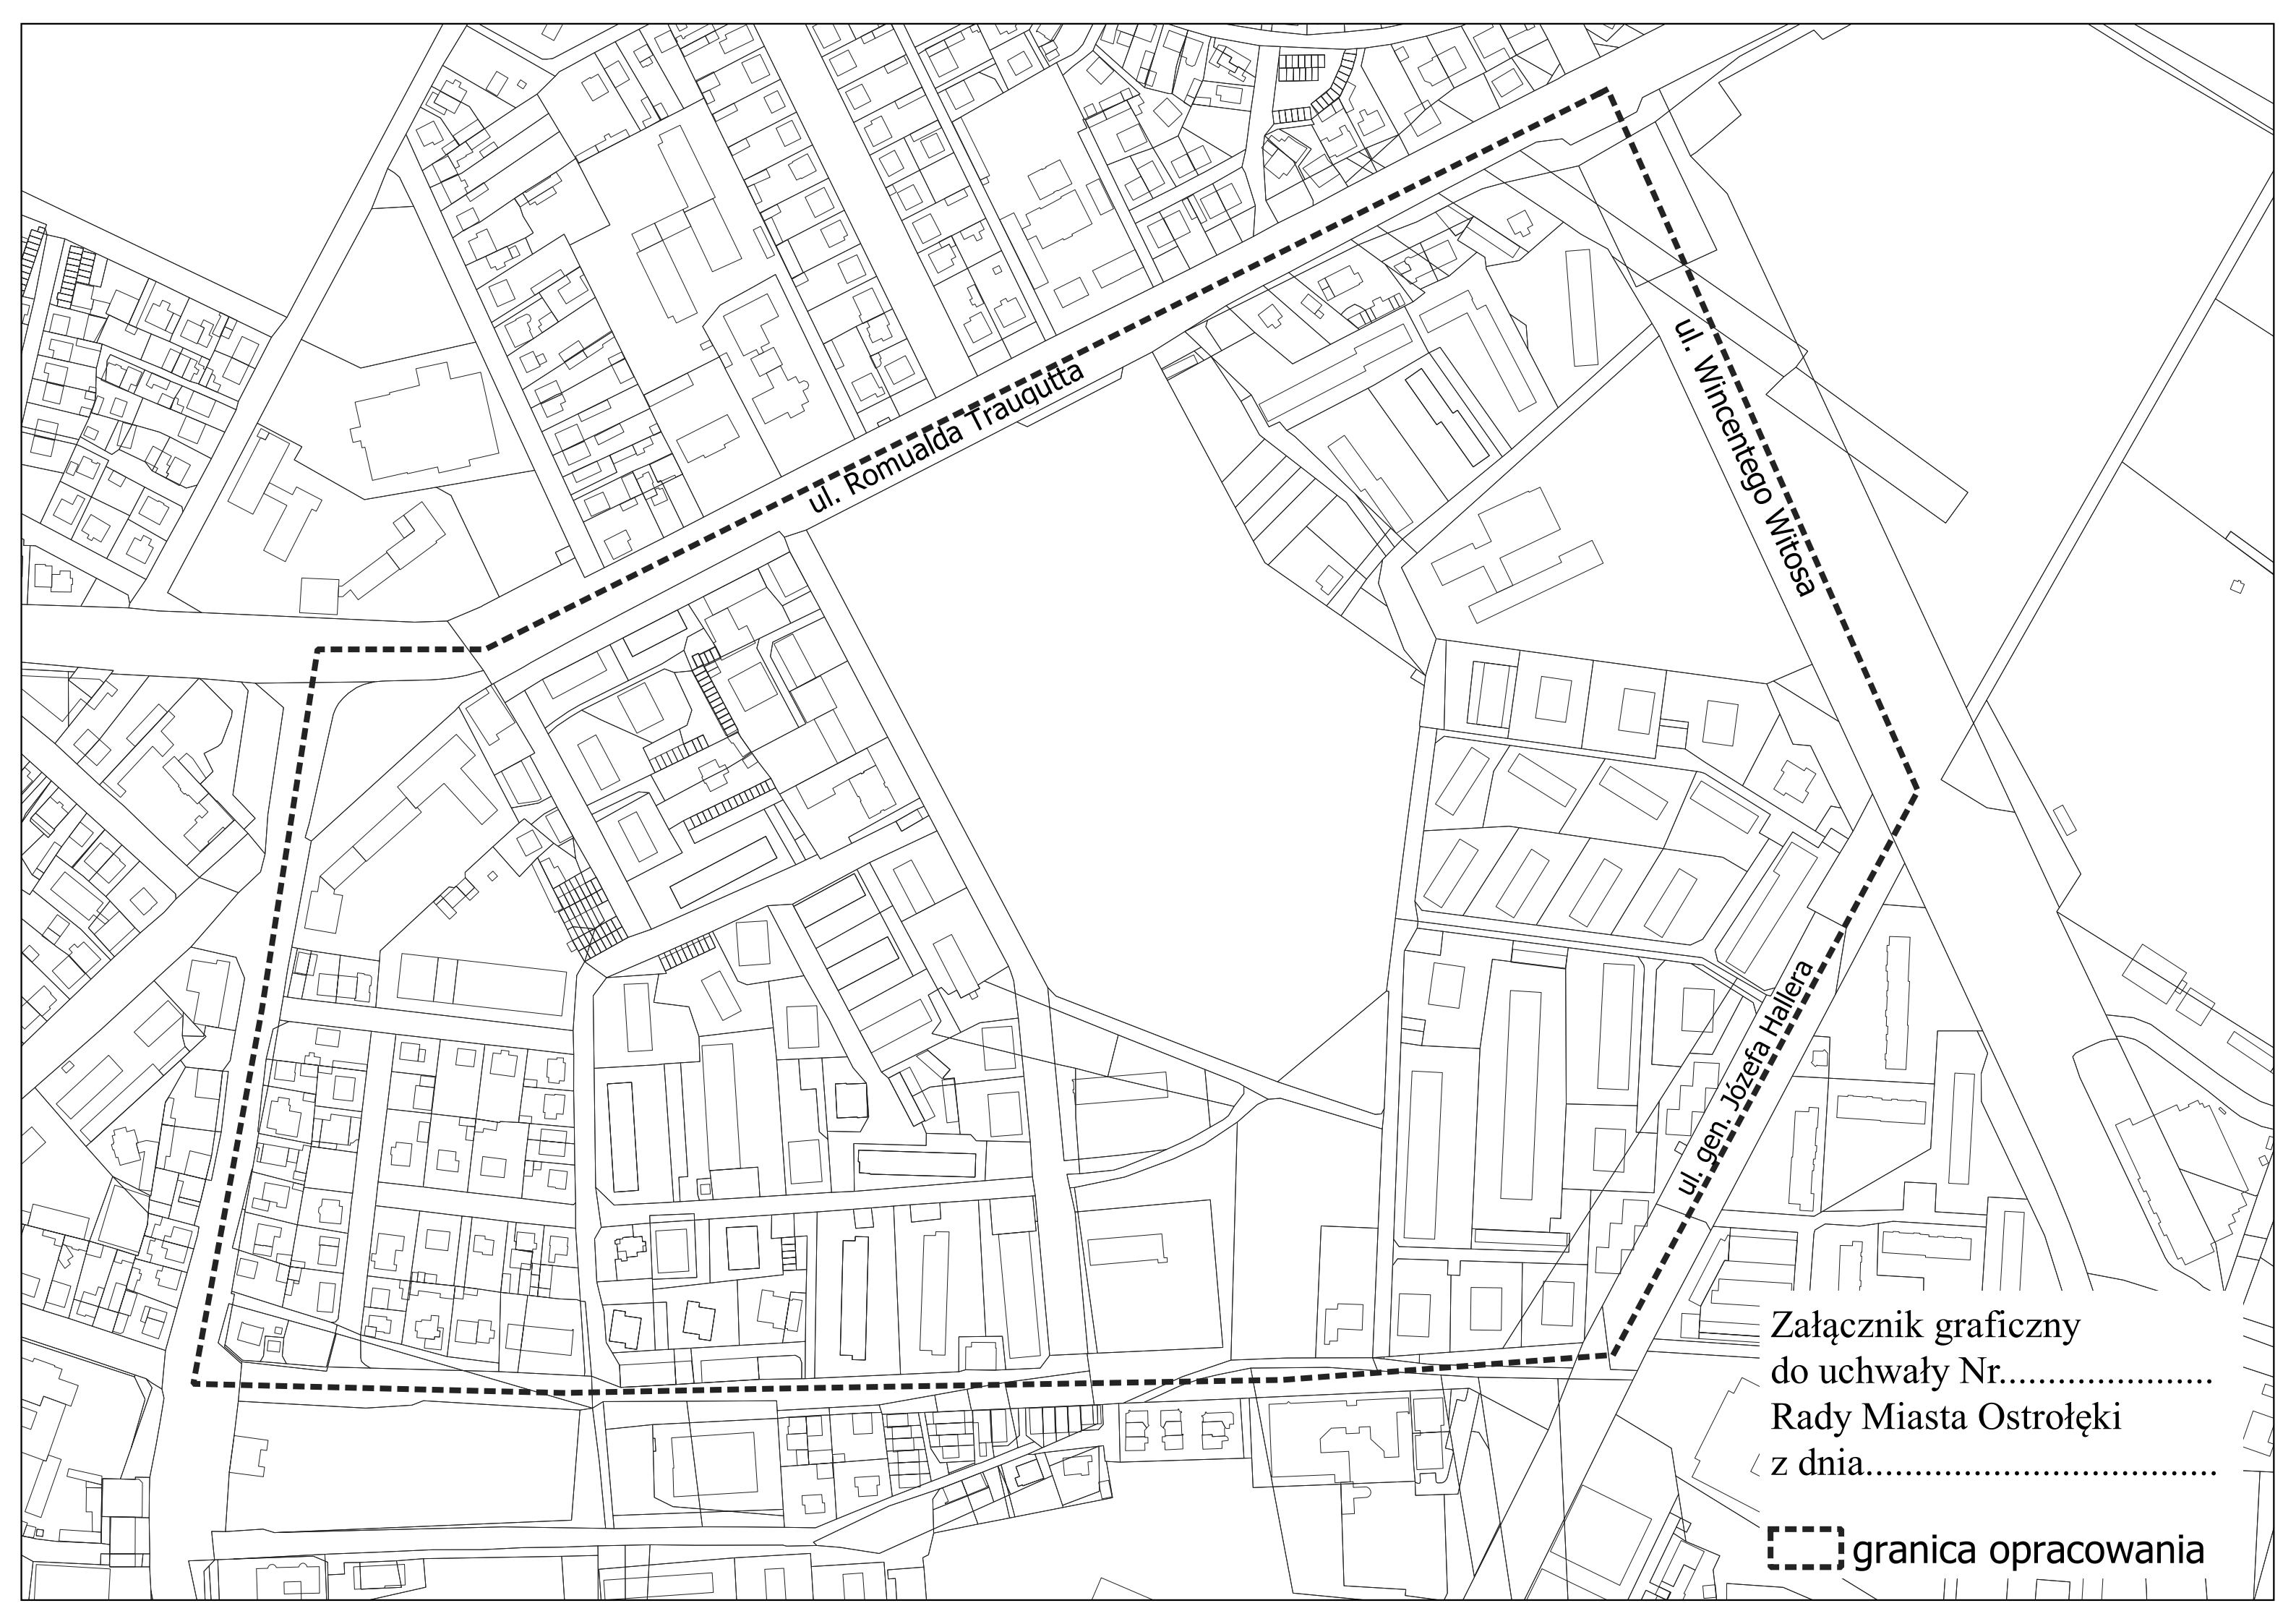 ul. Romualda Traugutta
ul. Wincentego Witosa
ul. gen. Józefa Hallera
Załącznik graficzny
do uchwały Nr......................
Rady Miasta Ostrołęki
z dnia....................................
granica opracowania